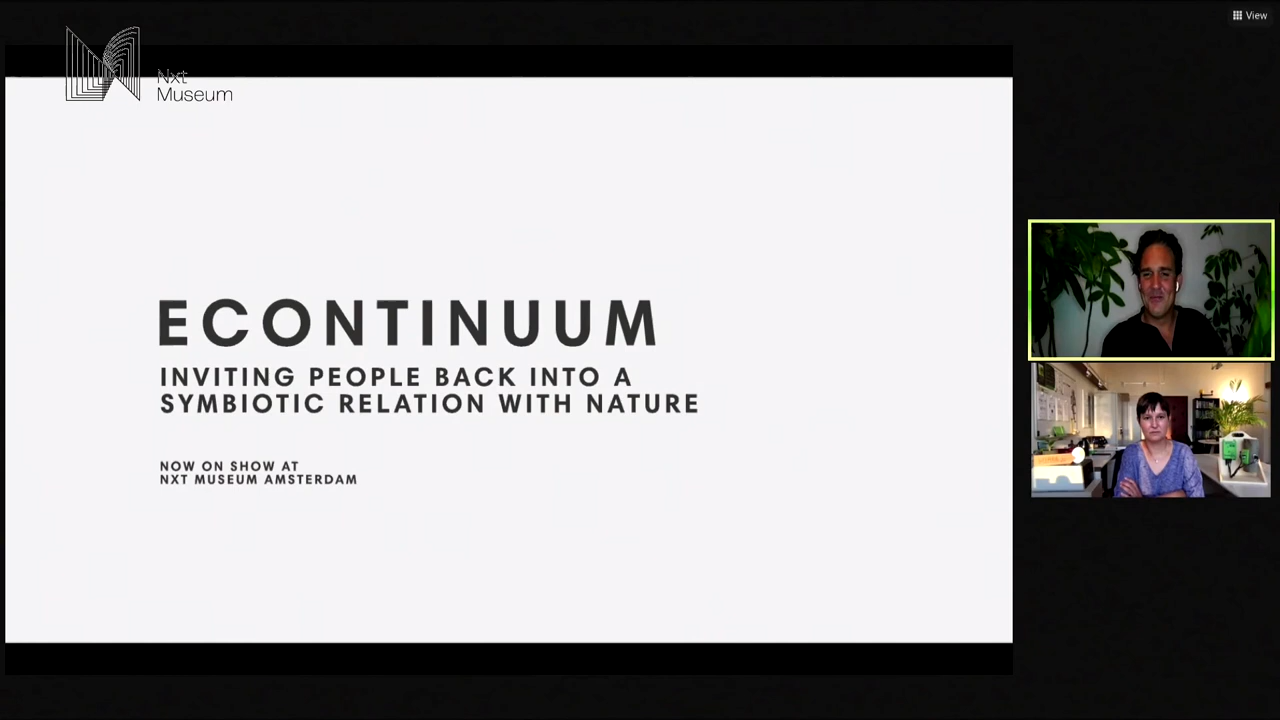 View
Nxt
Museum
ECONTINUUM
INVITING PEOPLE BACK INTO A
SYMBIOTIC RELATION WITH NATURE
NOW ON SHOW AT
NXT MUSEUM AMSTERDAM